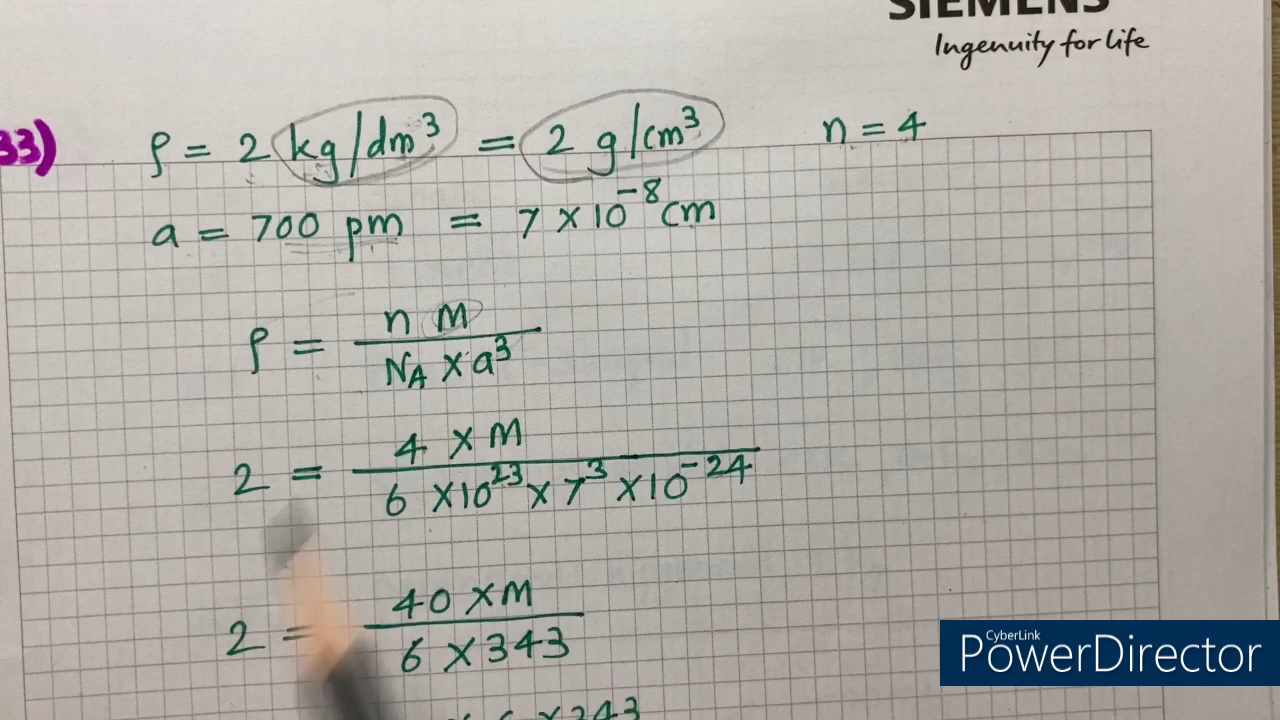 SIEMENS
Ingenuity for life
33) ρ = 2 kg/dm³ = 2 g/cm³ n = 4
a = 700 pm = 7 × 10⁻⁸ cm
ρ = n M / N_A × a³
2 = 4 × M / 6 × 10²³ × 7³ × 10⁻²⁴
2 = 40 × M / 6 × 343
× 343
CyberLink
PowerDirector